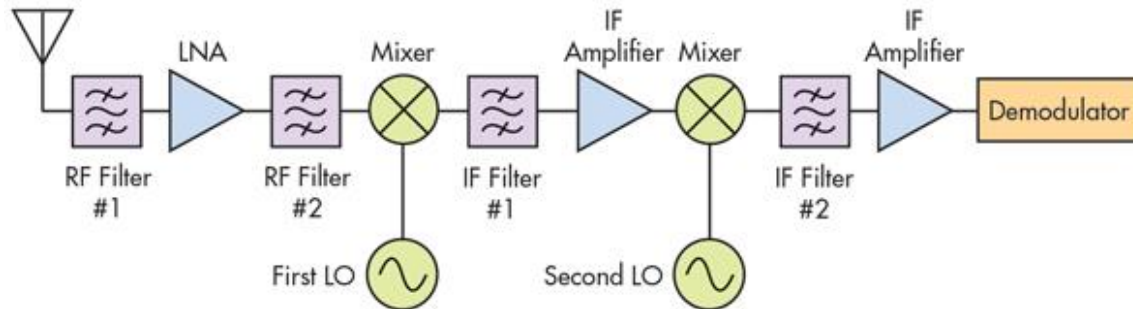 LNA
Mixer
IF
Amplifier
Mixer
IF
Amplifier
Demodulator
RF Filter
#1
RF Filter
#2
IF Filter
#1
IF Filter
#2
First LO
Second LO